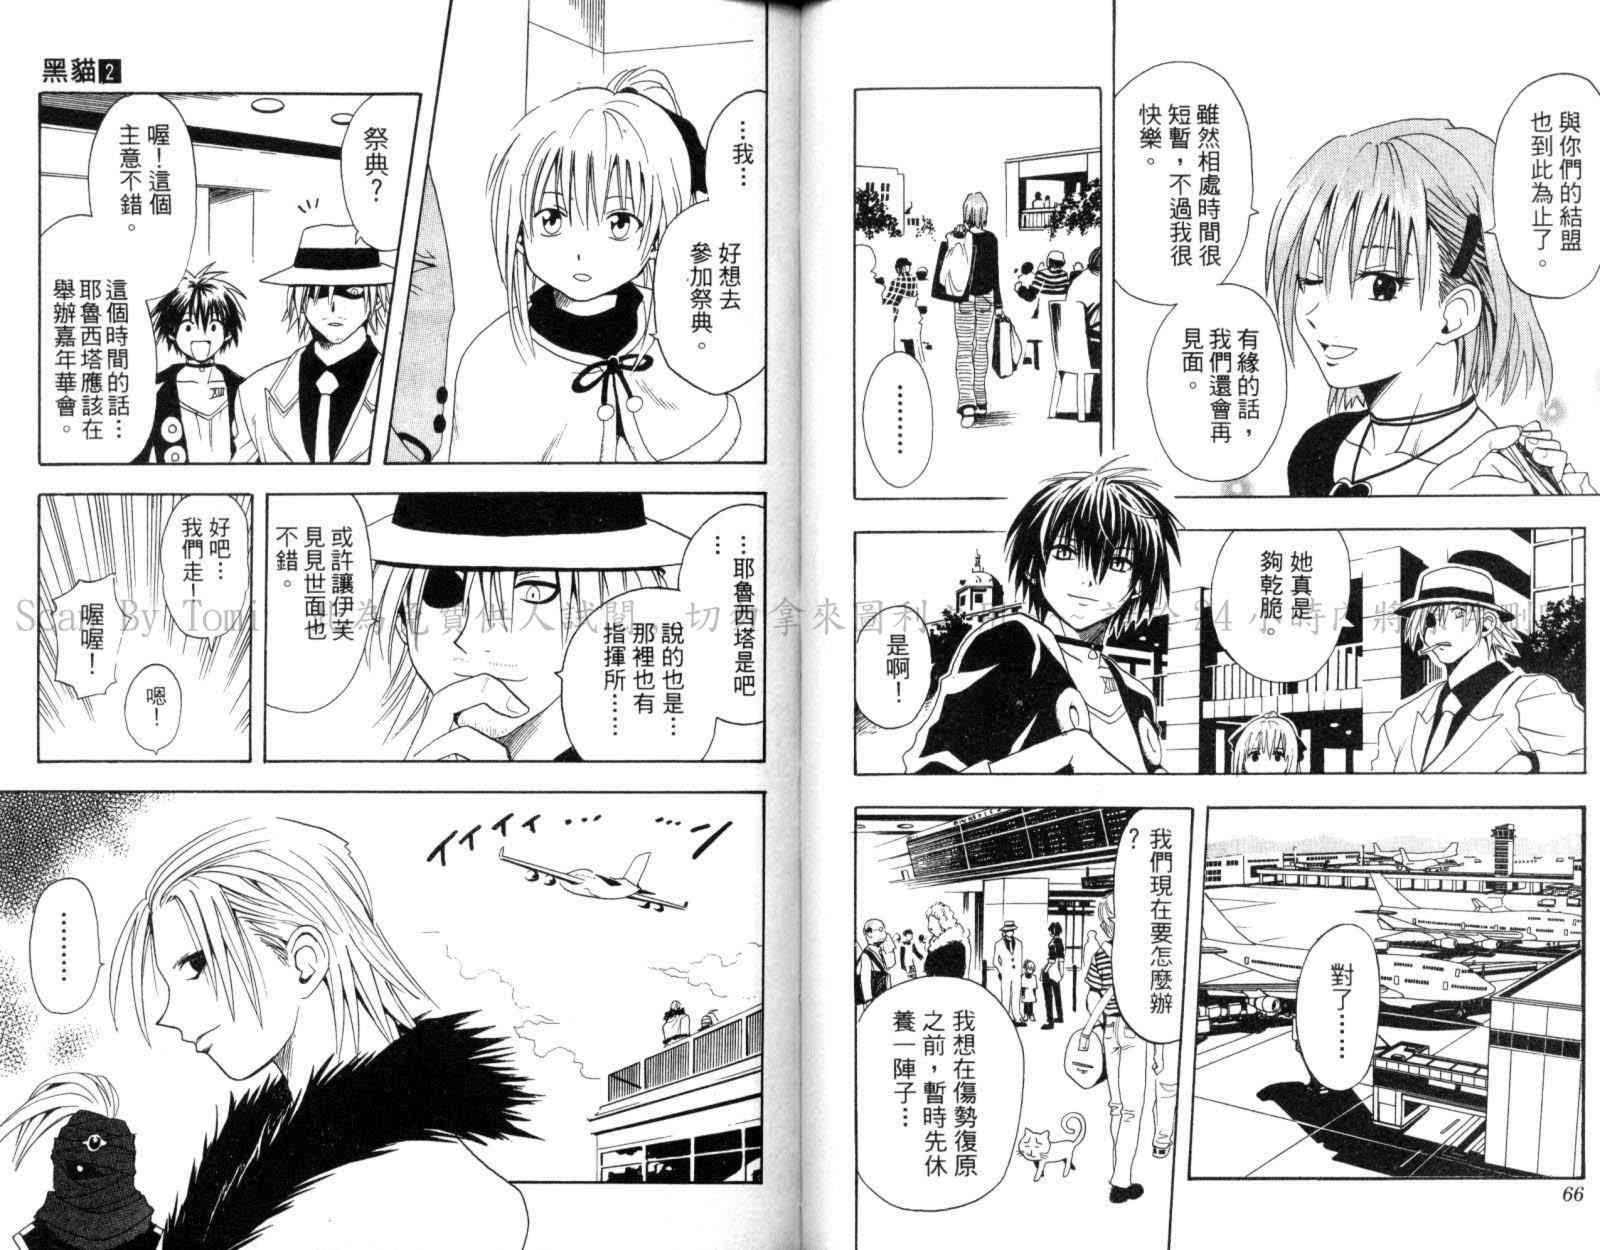 與你們的結盟
也到此為止了。
雖然相處時間很
短暫，不過我很
快樂。
有緣的話，
我們還會再
見面。
………
她真是
夠乾脆。
是啊！
對了……
我們現在要怎麼辦
？
我想在傷勢復原
之前，暫時先休
養一陣子…
66
黑貓2
…我…
好想去
參加祭典。
祭典？
喔！這個
主意不錯。
這個時間的話…
耶魯西塔應該在
舉辦嘉年華會。
…耶魯西塔是吧
…
說的也是…
那裡也有
指揮所……
或許讓伊芙
見見世面也
不錯。
好吧…
我們走！
喔喔！
嗯！
イィイィ… …ン
………
Scan By Tomi